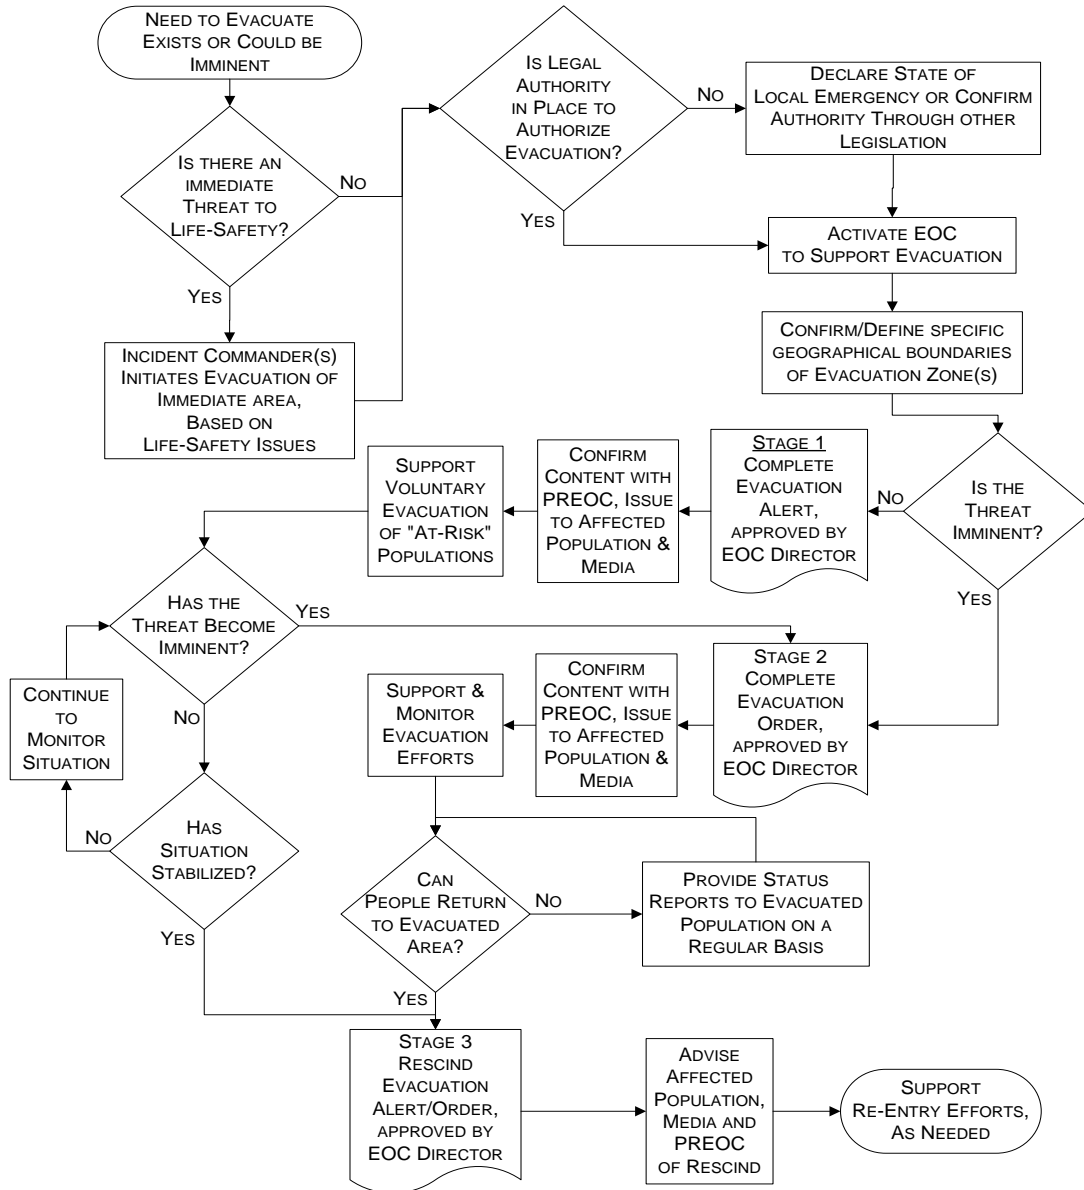 NEED TO EVACUATE
EXISTS OR COULD BE
IMMINENT
IS THERE AN
IMMEDIATE
THREAT TO
LIFE-SAFETY?
NO
YES
INCIDENT COMMANDER(S)
INITIATES EVACUATION OF
IMMEDIATE AREA,
BASED ON
LIFE-SAFETY ISSUES
IS LEGAL
AUTHORITY
IN PLACE TO
AUTHORIZE
EVACUATION?
NO
YES
DECLARE STATE OF
LOCAL EMERGENCY OR CONFIRM
AUTHORITY THROUGH OTHER
LEGISLATION
ACTIVATE EOC
TO SUPPORT EVACUATION
CONFIRM/DEFINE SPECIFIC
GEOGRAPHICAL BOUNDARIES
OF EVACUATION ZONE(S)
IS THE
THREAT
IMMINENT?
NO
YES
STAGE 1
COMPLETE
EVACUATION
ALERT,
APPROVED BY
EOC DIRECTOR
CONFIRM
CONTENT WITH
PREOC, ISSUE
TO AFFECTED
POPULATION &
MEDIA
SUPPORT
VOLUNTARY
EVACUATION
OF "AT-RISK"
POPULATIONS
HAS THE
THREAT BECOME
IMMINENT?
YES
NO
STAGE 2
COMPLETE
EVACUATION
ORDER,
APPROVED BY
EOC DIRECTOR
CONFIRM
CONTENT WITH
PREOC, ISSUE
TO AFFECTED
POPULATION &
MEDIA
SUPPORT &
MONITOR
EVACUATION
EFFORTS
CONTINUE
TO
MONITOR
SITUATION
HAS
SITUATION
STABILIZED?
NO
YES
CAN
PEOPLE RETURN
TO EVACUATED
AREA?
NO
YES
PROVIDE STATUS
REPORTS TO EVACUATED
POPULATION ON A
REGULAR BASIS
STAGE 3
RESCIND
EVACUATION
ALERT/ORDER,
APPROVED BY
EOC DIRECTOR
ADVISE
AFFECTED
POPULATION,
MEDIA AND
PREOC
OF RESCIND
SUPPORT
RE-ENTRY EFFORTS,
AS NEEDED